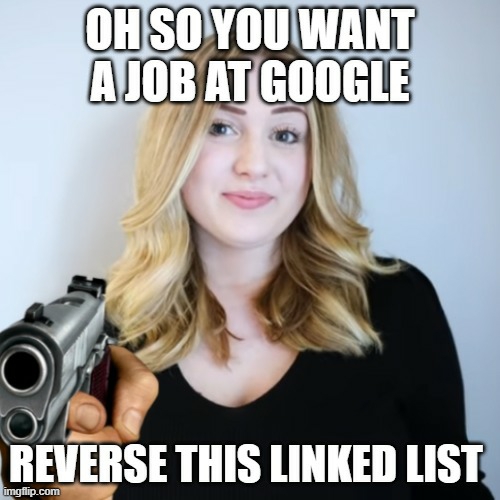 OH SO YOU WANT
A JOB AT GOOGLE
REVERSE THIS LINKED LIST
imgflip.com